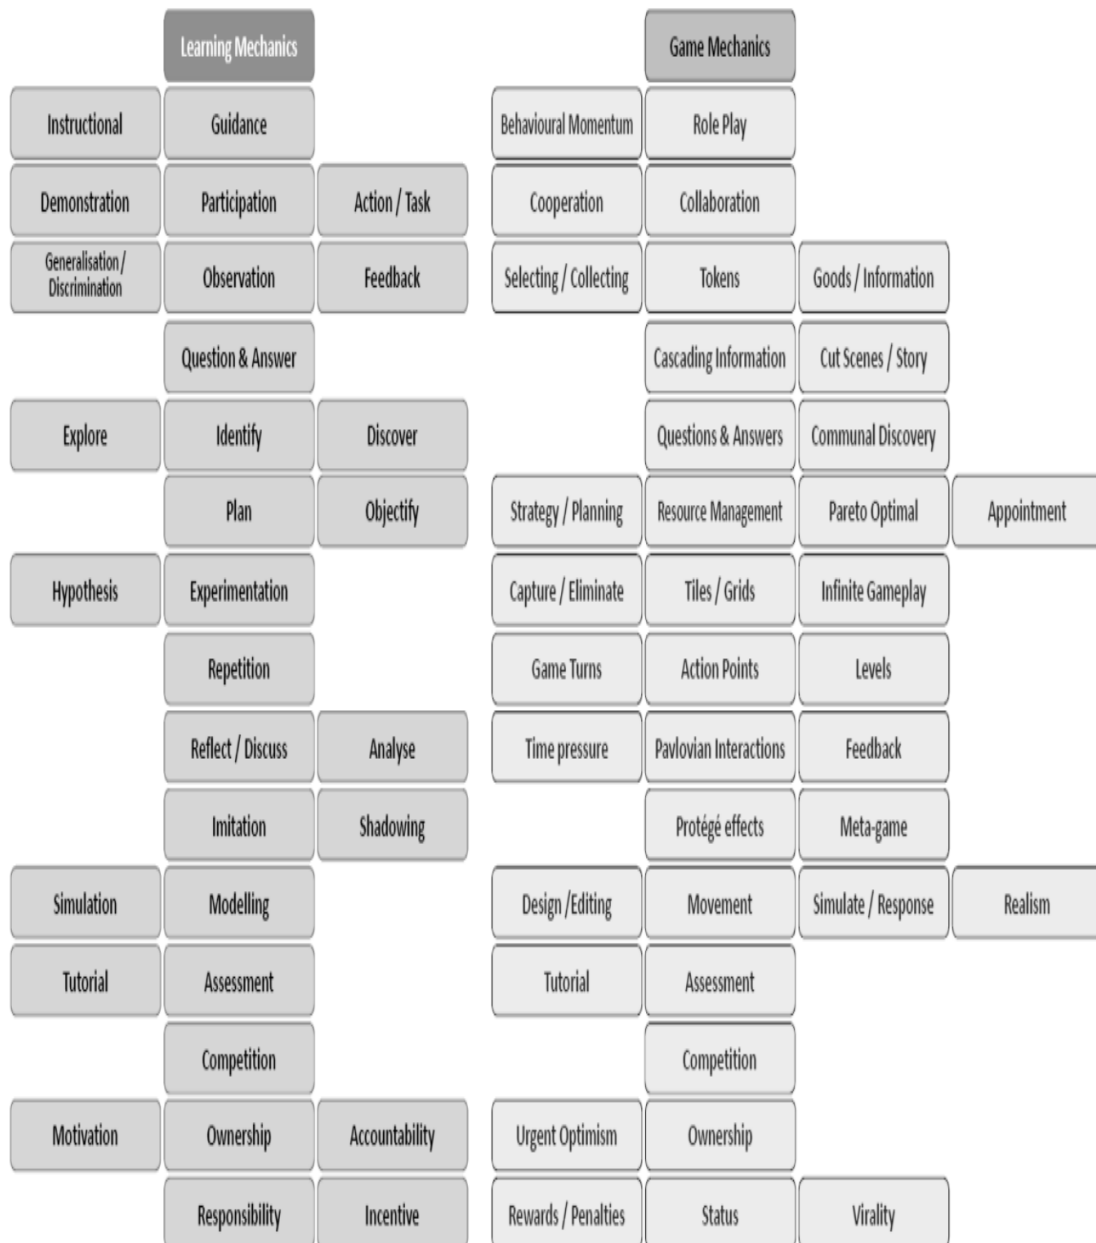 Learning Mechanics
Game Mechanics
Instructional
Guidance
Behavioural Momentum
Role Play
Demonstration
Participation
Action / Task
Cooperation
Collaboration
Generalisation /
Discrimination
Observation
Feedback
Selecting / Collecting
Tokens
Goods / Information
Question & Answer
Cascading Information
Cut Scenes / Story
Explore
Identify
Discover
Questions & Answers
Communal Discovery
Plan
Objectify
Strategy / Planning
Resource Management
Pareto Optimal
Appointment
Hypothesis
Experimentation
Capture / Eliminate
Tiles / Grids
Infinite Gameplay
Repetition
Game Turns
Action Points
Levels
Reflect / Discuss
Analyse
Time pressure
Pavlovian Interactions
Feedback
Imitation
Shadowing
Protégé effects
Meta-game
Simulation
Modelling
Design /Editing
Movement
Simulate / Response
Realism
Tutorial
Assessment
Tutorial
Assessment
Competition
Competition
Motivation
Ownership
Accountability
Urgent Optimism
Ownership
Responsibility
Incentive
Rewards / Penalties
Status
Virality